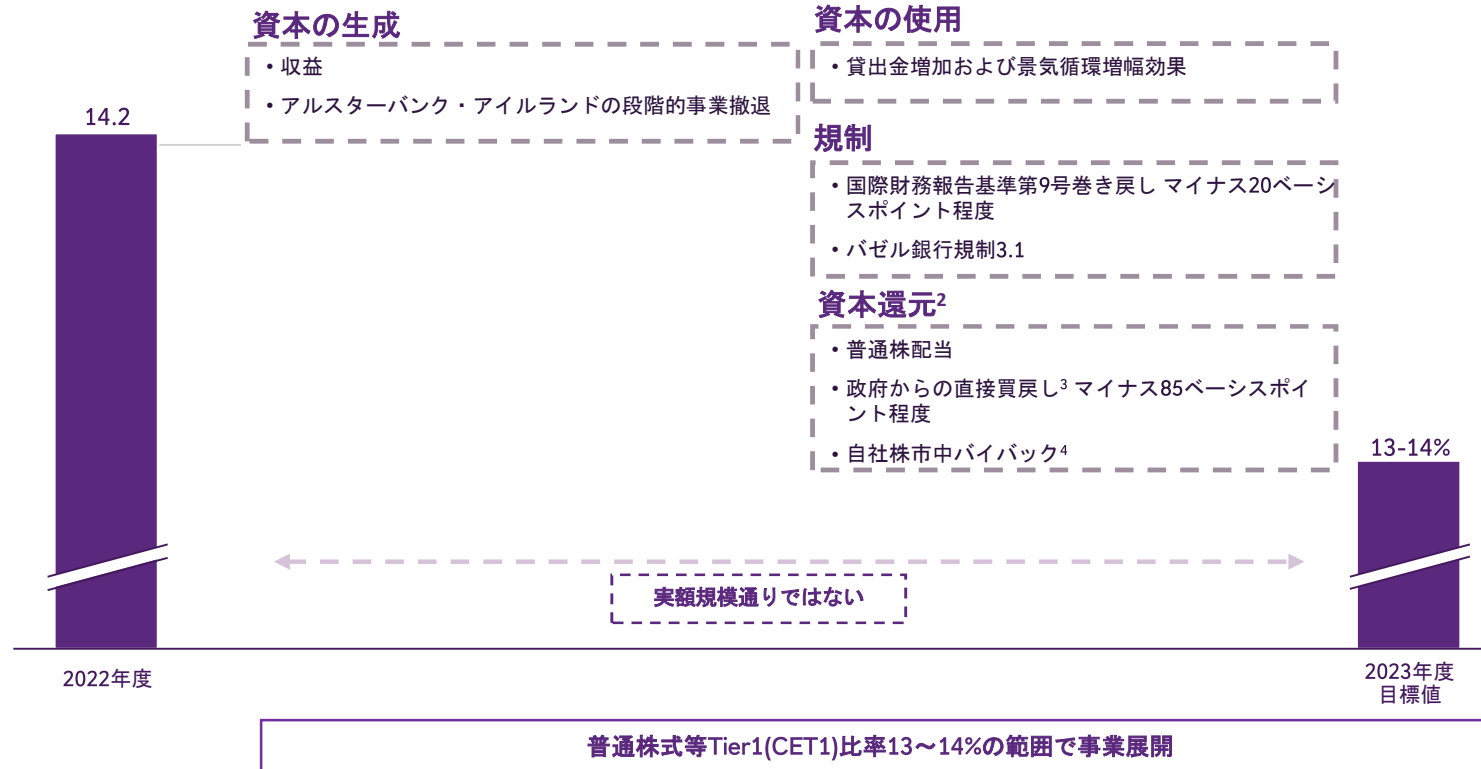 資本の生成
・収益
・アルスターバンク・アイルランドの段階的事業撤退
資本の使用
・貸出金増加および景気循環増幅効果
規制
・国際財務報告基準第9号巻き戻し マイナス20ベーシ
スポイント程度
・バゼル銀行規制3.1
資本還元²
・普通株配当
・政府からの直接買戻し³ マイナス85ベーシスポイ
ント程度
・自社株市中バイバック⁴
14.2
13-14%
実額規模通りではない
2022年度
2023年度
目標値
普通株式等Tier1(CET1)比率13〜14%の範囲で事業展開